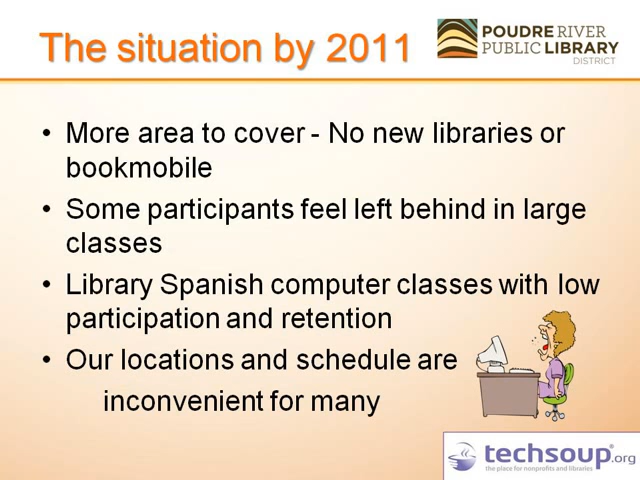 The situation by 2011
POUDRE RIVER
PUBLIC LIBRARY
DISTRICT
• More area to cover - No new libraries or
bookmobile
• Some participants feel left behind in large
classes
• Library Spanish computer classes with low
participation and retention
• Our locations and schedule are
inconvenient for many
techsoup®.org
the place for nonprofits and libraries